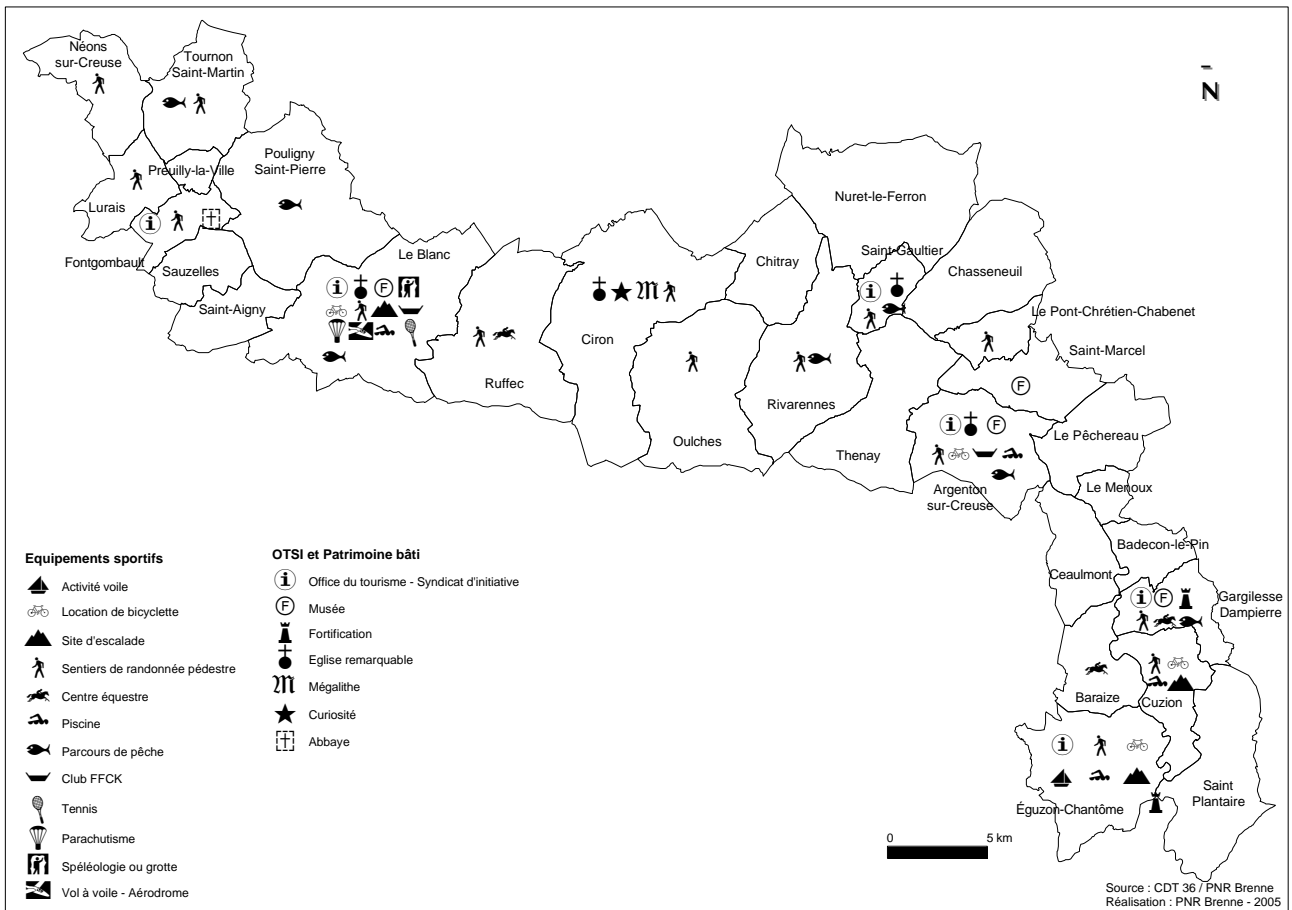 Néons
sur-Creuse
Tournon
Saint-Martin
N
Pouligny
Saint-Pierre
Preuilly-la-Ville
Nuret-le-Ferron
Lurais
Saint-Gaultier
Le Blanc
Chitray
Fontgombault
Sauzelles
Chasseneuil
Saint-Aigny
Le Pont-Chrétien-Chabenet
Ciron
Saint-Marcel
Ruffec
Rivarennes
Oulches
Thenay
Le Pêchereau
Argenton
sur-Creuse
Le Menoux
Badecon-le-Pin
Ceaulmont
Gargilesse
Dampierre
Baraize
Cuzion
Saint
Plantaire
Éguzon-Chantôme
Equipements sportifs
Activité voile
Location de bicyclette
Site d'escalade
Sentiers de randonnée pédestre
Centre équestre
Piscine
Parcours de pêche
Club FFCK
Tennis
Parachutisme
Spéléologie ou grotte
Vol à voile - Aérodrome
OTSI et Patrimoine bâti
Office du tourisme - Syndicat d'initiative
Musée
Fortification
Eglise remarquable
Mégalithe
Curiosité
Abbaye
0 5 km
Source : CDT 36 / PNR Brenne
Réalisation : PNR Brenne - 2005